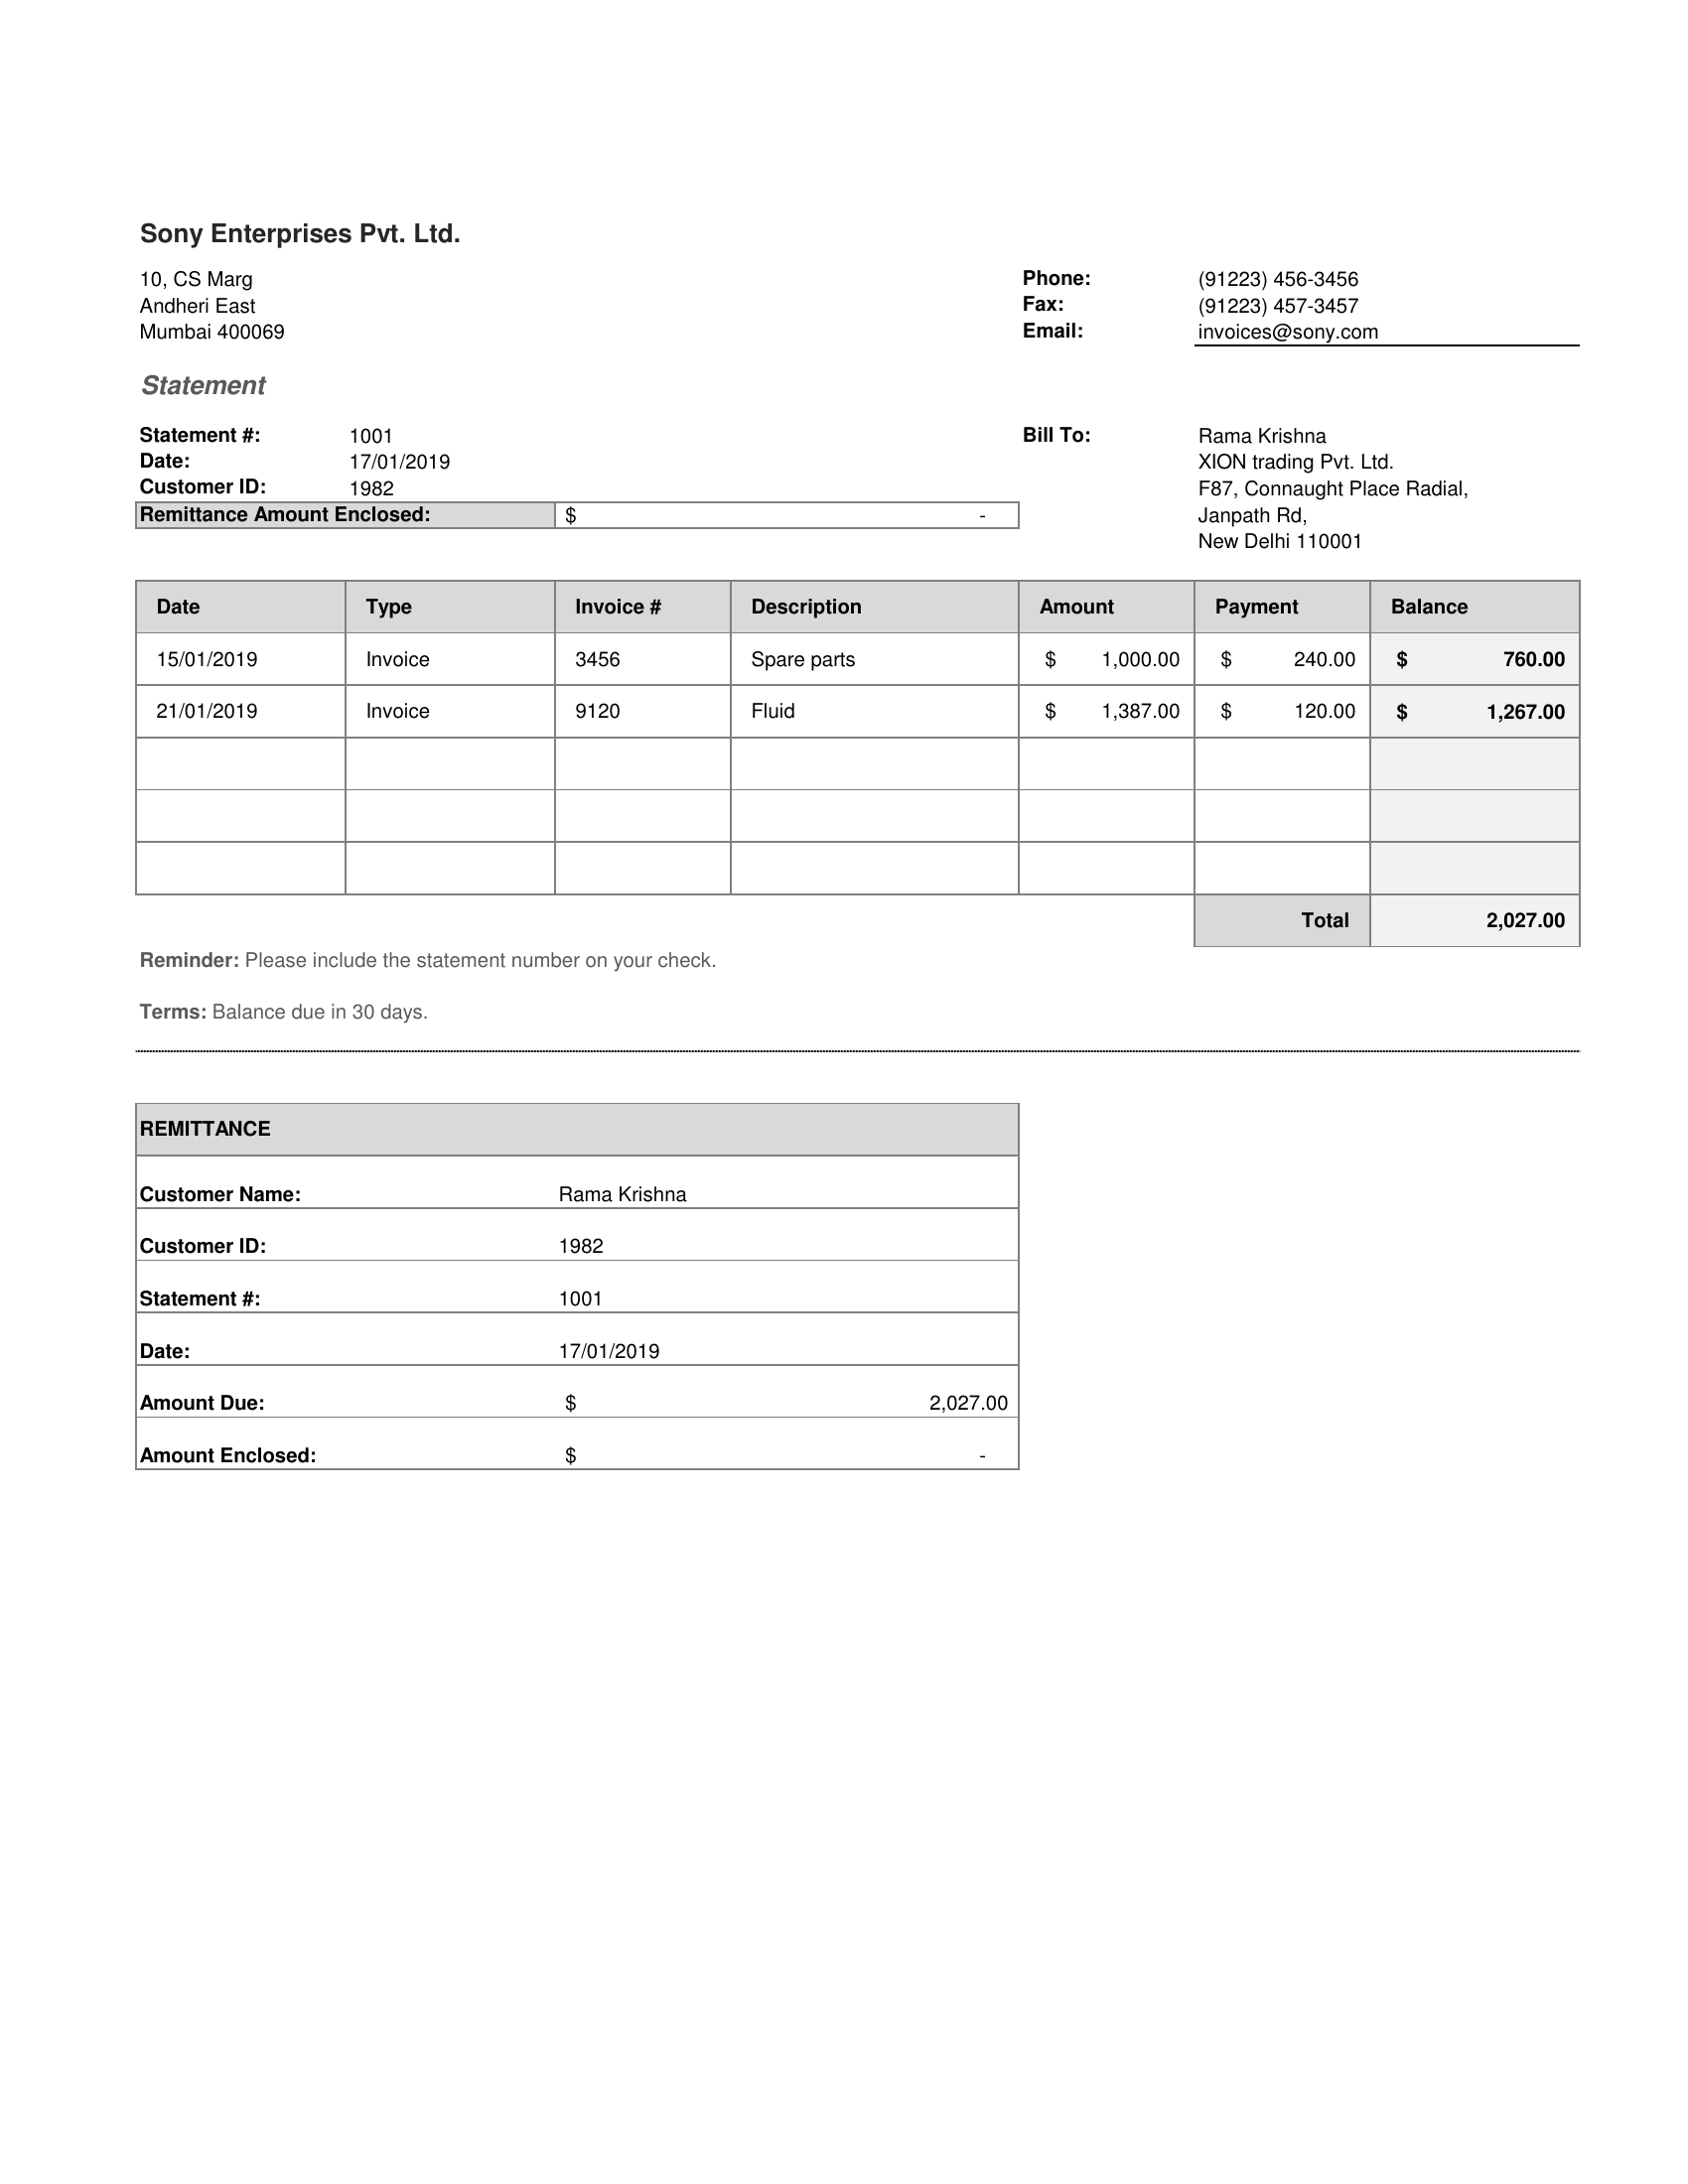 Sony Enterprises Pvt. Ltd.
10, CS Marg
Andheri East
Mumbai 400069
Phone: (91223) 456-3456
Fax: (91223) 457-3457
Email: invoices@sony.com
Statement
Statement #: 1001
Date: 17/01/2019
Customer ID: 1982
Remittance Amount Enclosed: $ -
Bill To: Rama Krishna
XION trading Pvt. Ltd.
F87, Connaught Place Radial,
Janpath Rd,
New Delhi 110001
Date Type Invoice # Description Amount Payment Balance
15/01/2019 Invoice 3456 Spare parts $ 1,000.00 $ 240.00 $ 760.00
21/01/2019 Invoice 9120 Fluid $ 1,387.00 $ 120.00 $ 1,267.00
Total 2,027.00
Reminder: Please include the statement number on your check.
Terms: Balance due in 30 days.
REMITTANCE
Customer Name: Rama Krishna
Customer ID: 1982
Statement #: 1001
Date: 17/01/2019
Amount Due: $ 2,027.00
Amount Enclosed: $ -